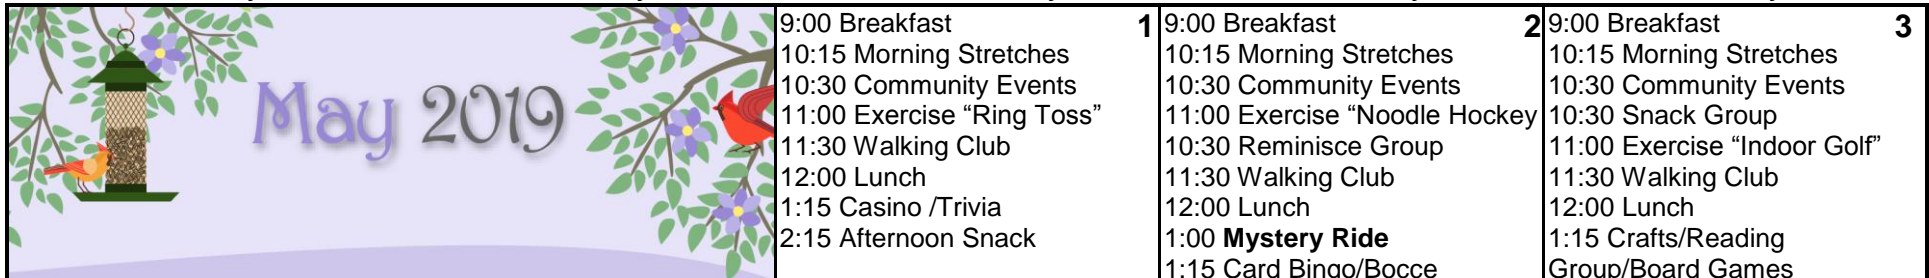 May 2019
9:00 Breakfast 1
10:15 Morning Stretches
10:30 Community Events
11:00 Exercise “Ring Toss”
11:30 Walking Club
12:00 Lunch
1:15 Casino /Trivia
2:15 Afternoon Snack
9:00 Breakfast 2
10:15 Morning Stretches
10:30 Community Events
11:00 Exercise “Noodle Hockey
10:30 Reminisce Group
11:30 Walking Club
12:00 Lunch
1:00 Mystery Ride
1:15 Card Bingo/Bocce
9:00 Breakfast 3
10:15 Morning Stretches
10:30 Community Events
10:30 Snack Group
11:00 Exercise “Indoor Golf”
11:30 Walking Club
12:00 Lunch
1:15 Crafts/Reading
Group/Board Games